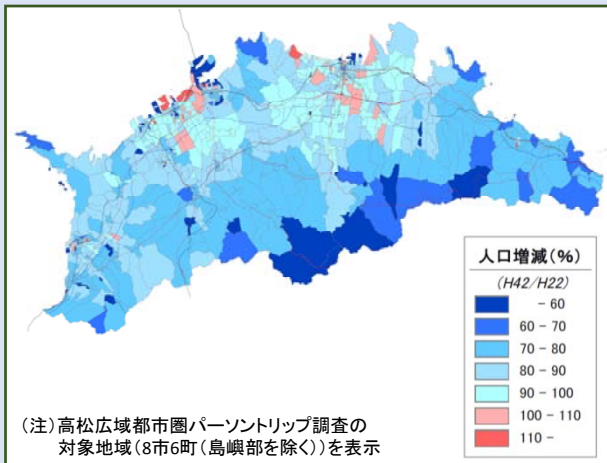 人口増減(%)
(H42/H22)
- 60
60 - 70
70 - 80
80 - 90
90 - 100
100 - 110
110 -
(注)高松広域都市圏パーソントリップ調査の
対象地域(8市6町(島嶼部を除く))を表示